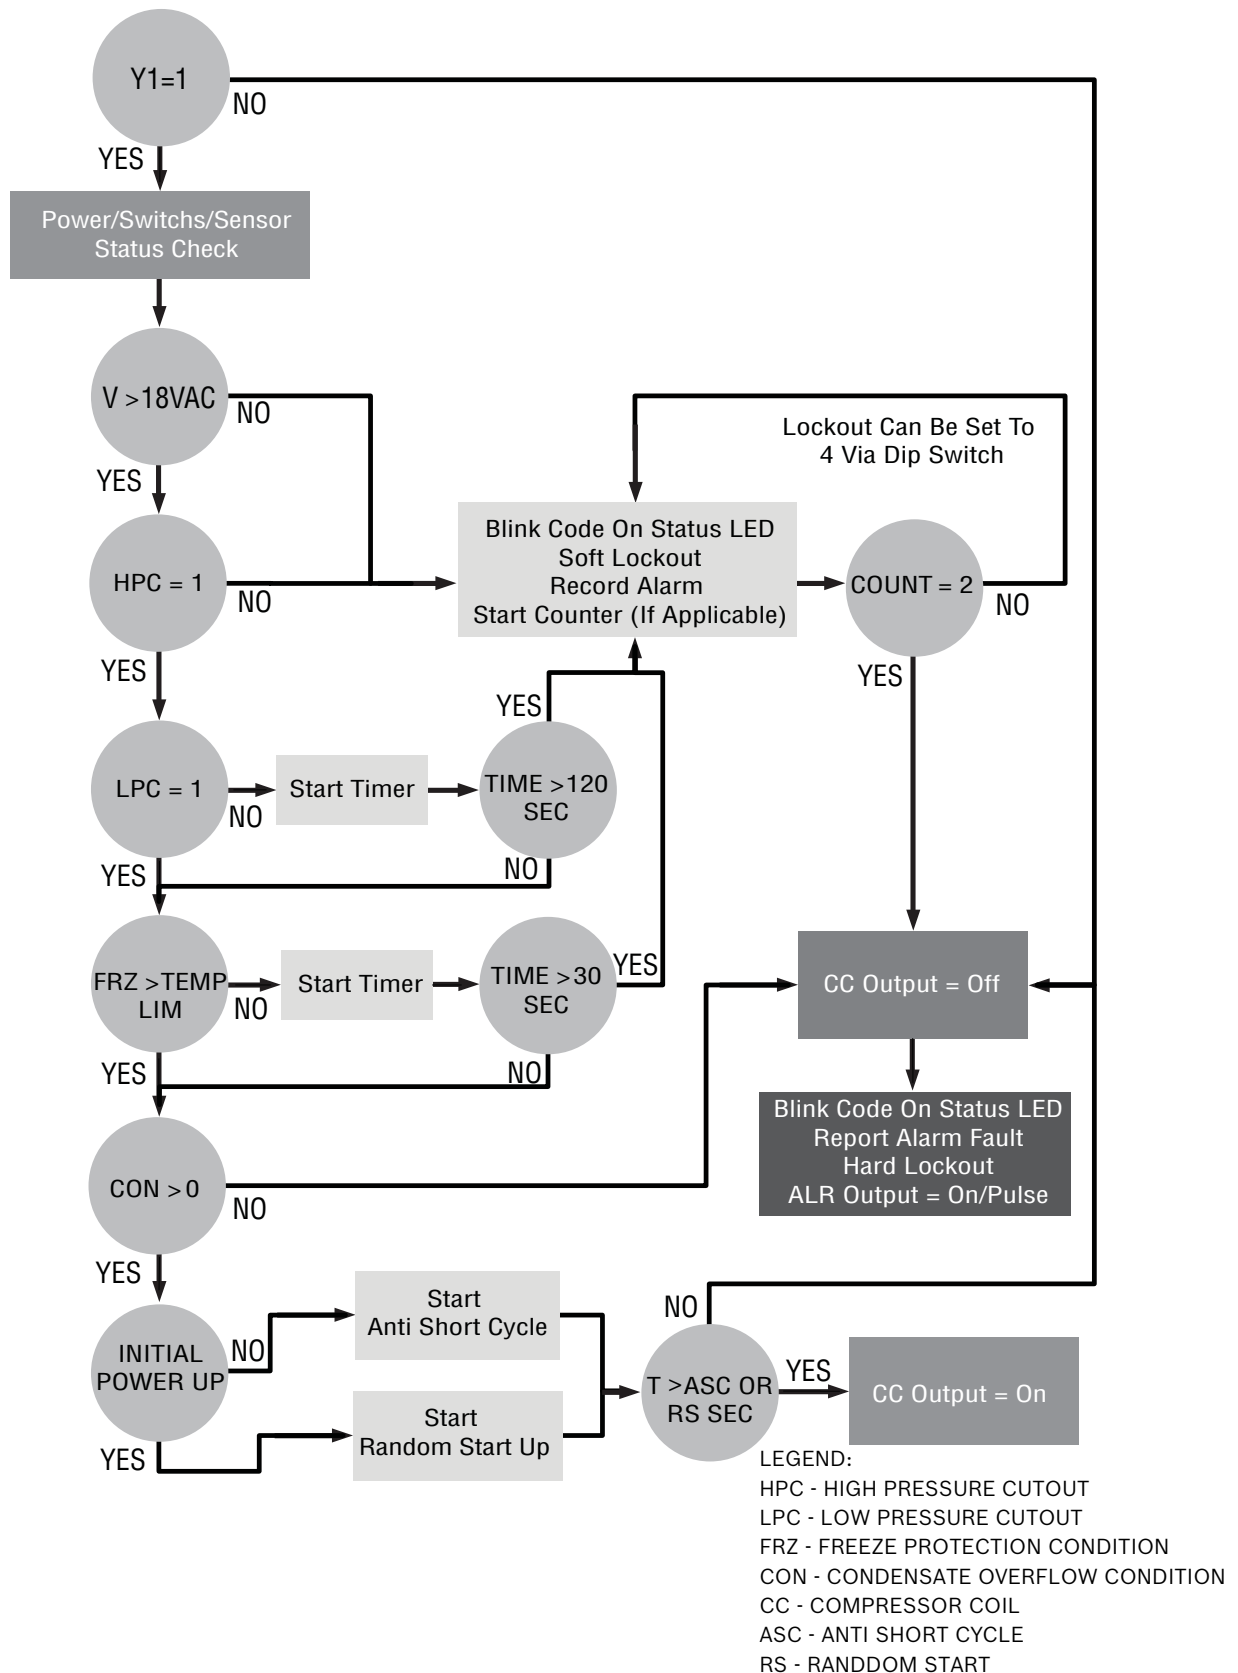 Y1=1
NO
YES
Power/Switchs/Sensor
Status Check
V >18VAC
NO
YES
Lockout Can Be Set To
4 Via Dip Switch
Blink Code On Status LED
Soft Lockout
Record Alarm
Start Counter (If Applicable)
HPC = 1
NO
YES
COUNT = 2
NO
YES
LPC = 1
NO
Start Timer
YES
TIME >120
SEC
NO
YES
FRZ >TEMP
LIM
NO
Start Timer
TIME >30
SEC
YES
NO
YES
CC Output = Off
Blink Code On Status LED
Report Alarm Fault
Hard Lockout
ALR Output = On/Pulse
CON >0
NO
YES
INITIAL
POWER UP
NO
YES
Start
Anti Short Cycle
Start
Random Start Up
NO
T >ASC OR
RS SEC
YES
CC Output = On
LEGEND:
HPC - HIGH PRESSURE CUTOUT
LPC - LOW PRESSURE CUTOUT
FRZ - FREEZE PROTECTION CONDITION
CON - CONDENSATE OVERFLOW CONDITION
CC - COMPRESSOR COIL
ASC - ANTI SHORT CYCLE
RS - RANDDOM START